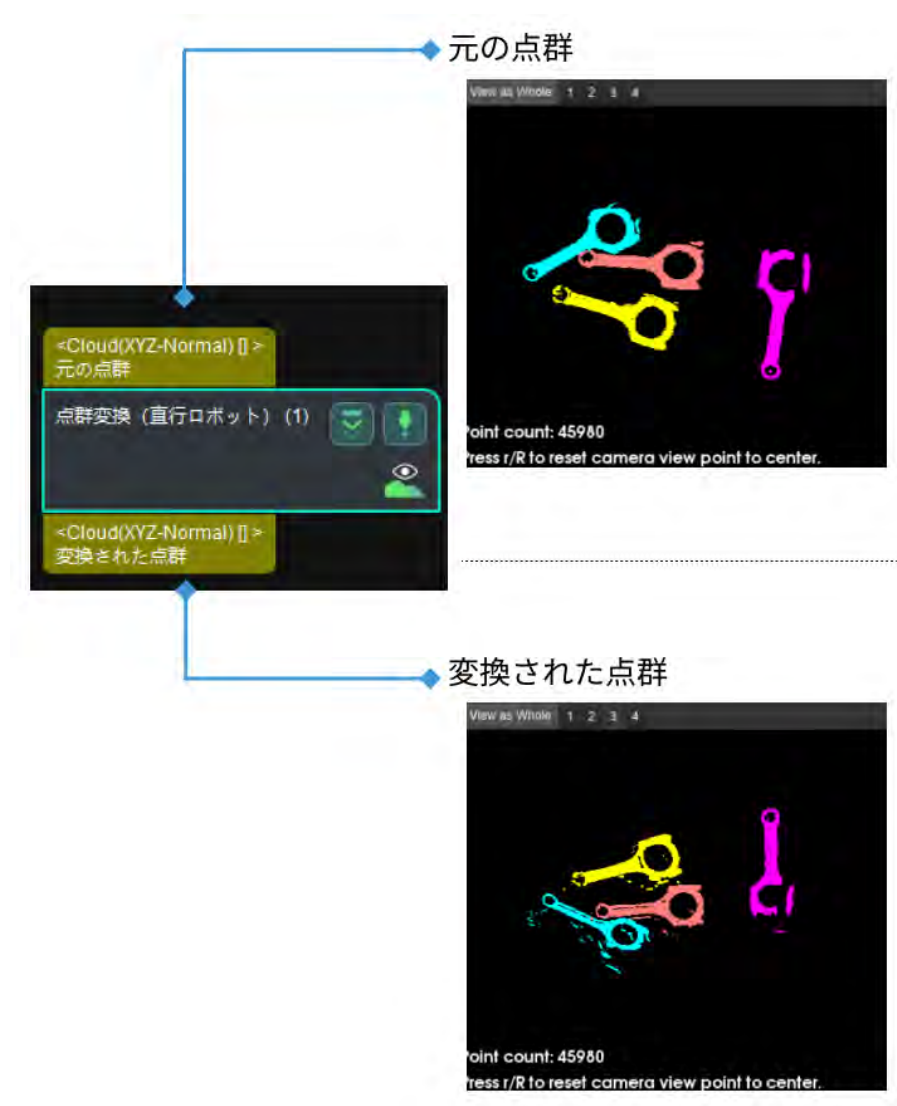 元の点群
View as Whole 1 2 3 4
<Cloud(XYZ-Normal) [] >
元の点群
点群変換（直行ロボット） (1)
Point count: 45980
Press r/R to reset camera view point to center.
<Cloud(XYZ-Normal) [] >
変換された点群
変換された点群
View as Whole 1 2 3 4
Point count: 45980
Press r/R to reset camera view point to center.